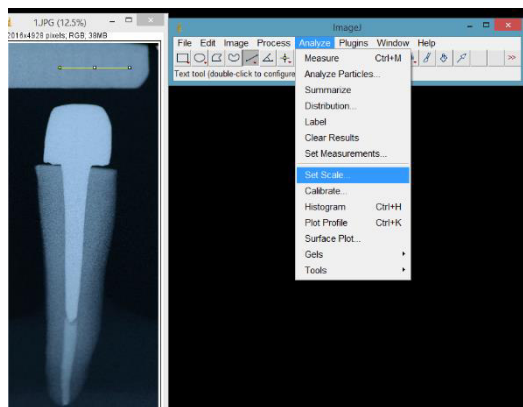 1.JPG (12.5%)
2016x4928 pixels; RGB; 38MB
ImageJ
File Edit Image Process Analyze Plugins Window Help
Text tool (double-click to configure
Measure Ctrl+M
Analyze Particles...
Summarize
Distribution...
Label
Clear Results
Set Measurements...
Set Scale...
Calibrate...
Histogram Ctrl+H
Plot Profile Ctrl+K
Surface Plot...
Gels
Tools